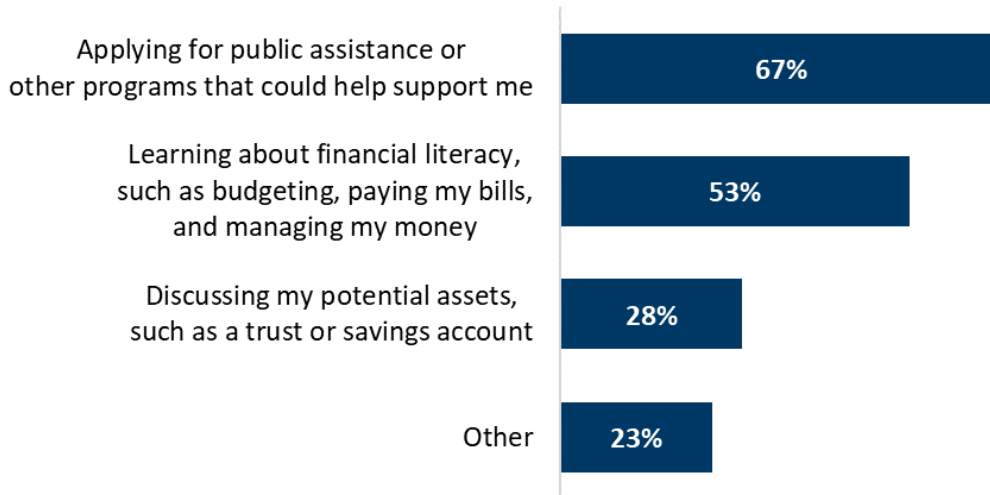 Applying for public assistance or
other programs that could help support me
67%
Learning about financial literacy,
such as budgeting, paying my bills,
and managing my money
53%
Discussing my potential assets,
such as a trust or savings account
28%
Other
23%